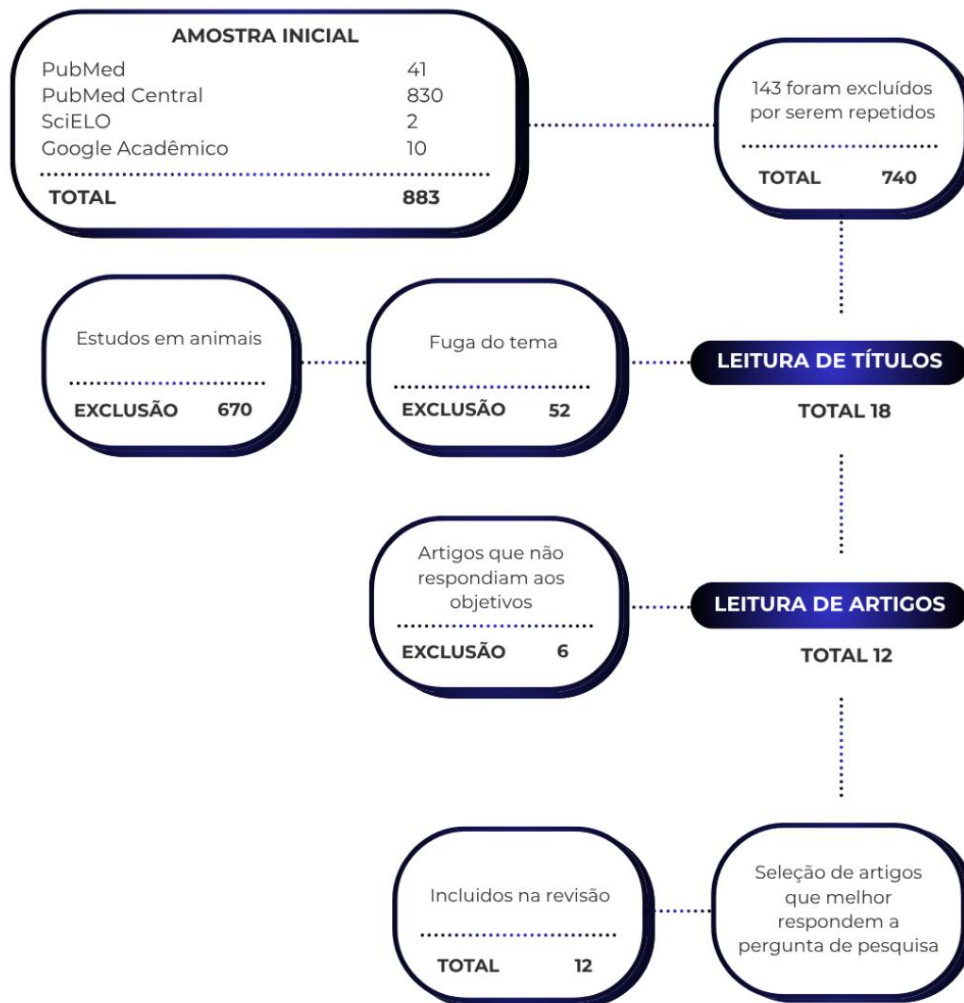 AMOSTRA INICIAL
PubMed 41
PubMed Central 830
SciELO 2
Google Acadêmico 10
TOTAL 883
143 foram excluídos
por serem repetidos
TOTAL 740
Estudos em animais
EXCLUSÃO 670
Fuga do tema
EXCLUSÃO 52
LEITURA DE TÍTULOS
TOTAL 18
Artigos que não
respondiam aos
objetivos
EXCLUSÃO 6
LEITURA DE ARTIGOS
TOTAL 12
Incluidos na revisão
TOTAL 12
Seleção de artigos
que melhor
respondem a
pergunta de pesquisa